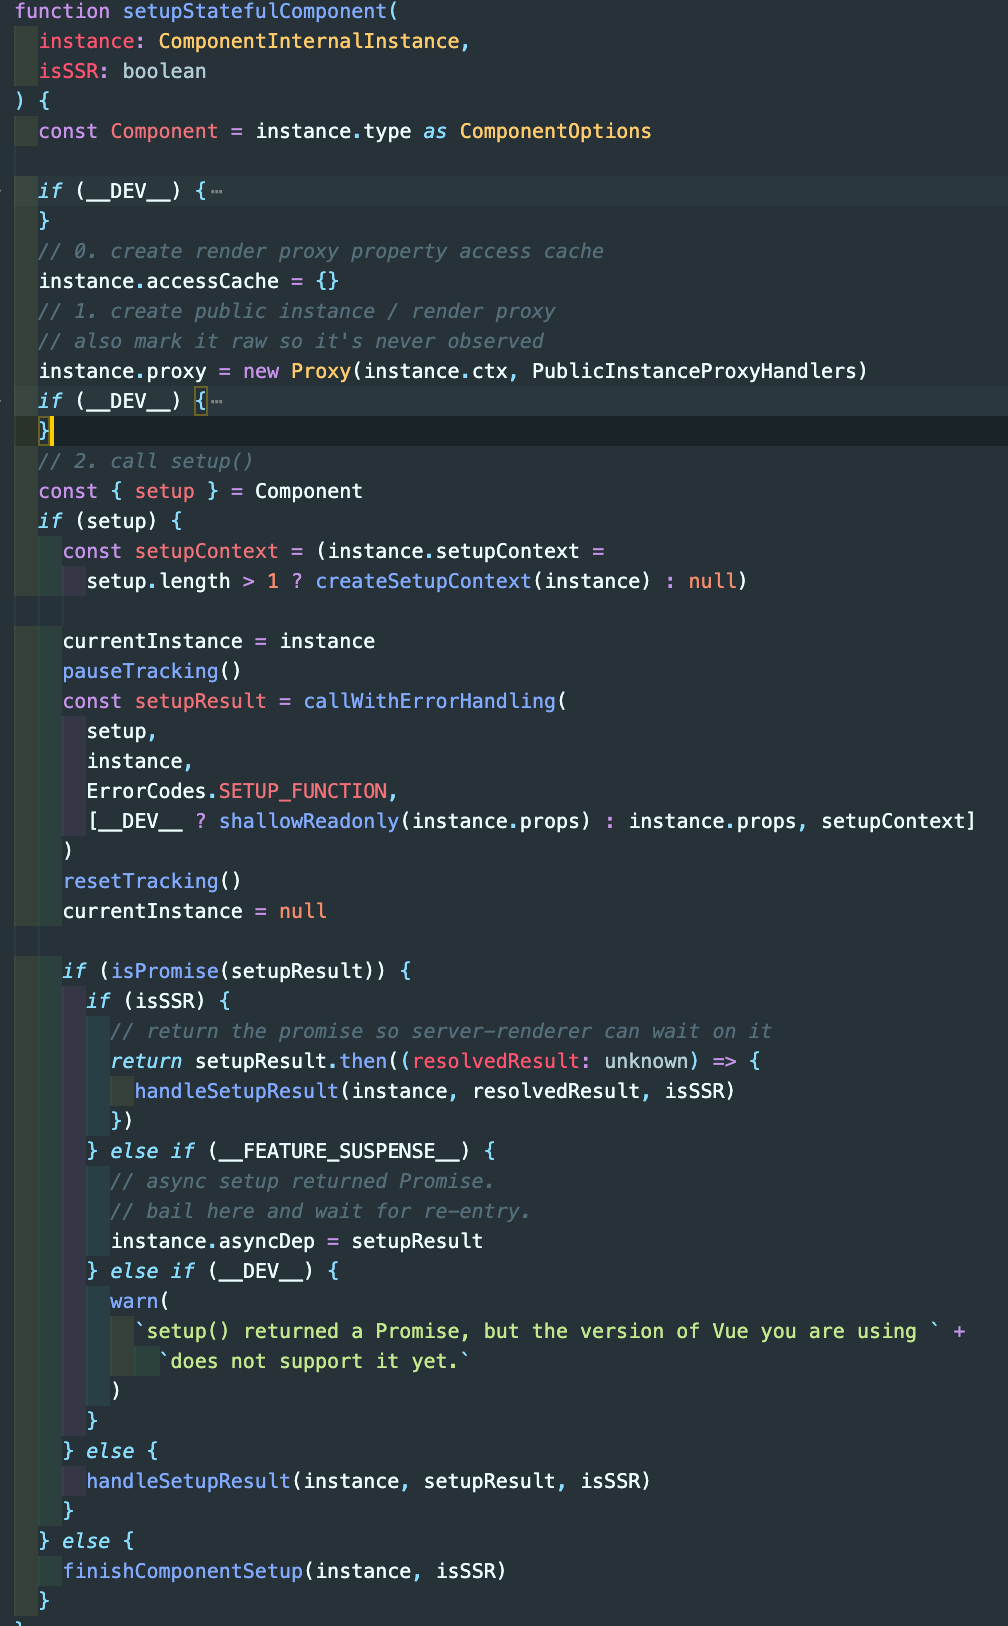 function setupStatefulComponent(
instance: ComponentInternalInstance,
isSSR: boolean
) {
const Component = instance.type as ComponentOptions
if (__DEV__) {⋯
}
// 0. create render proxy property access cache
instance.accessCache = {}
// 1. create public instance / render proxy
// also mark it raw so it's never observed
instance.proxy = new Proxy(instance.ctx, PublicInstanceProxyHandlers)
if (__DEV__) {⋯
}
// 2. call setup()
const { setup } = Component
if (setup) {
const setupContext = (instance.setupContext =
setup.length > 1 ? createSetupContext(instance) : null)
currentInstance = instance
pauseTracking()
const setupResult = callWithErrorHandling(
setup,
instance,
ErrorCodes.SETUP_FUNCTION,
[__DEV__ ? shallowReadonly(instance.props) : instance.props, setupContext]
)
resetTracking()
currentInstance = null
if (isPromise(setupResult)) {
if (isSSR) {
// return the promise so server-renderer can wait on it
return setupResult.then((resolvedResult: unknown) => {
handleSetupResult(instance, resolvedResult, isSSR)
})
} else if (__FEATURE_SUSPENSE__) {
// async setup returned Promise.
// bail here and wait for re-entry.
instance.asyncDep = setupResult
} else if (__DEV__) {
warn(
`setup() returned a Promise, but the version of Vue you are using ` +
`does not support it yet.`
)
}
} else {
handleSetupResult(instance, setupResult, isSSR)
}
} else {
finishComponentSetup(instance, isSSR)
}
}